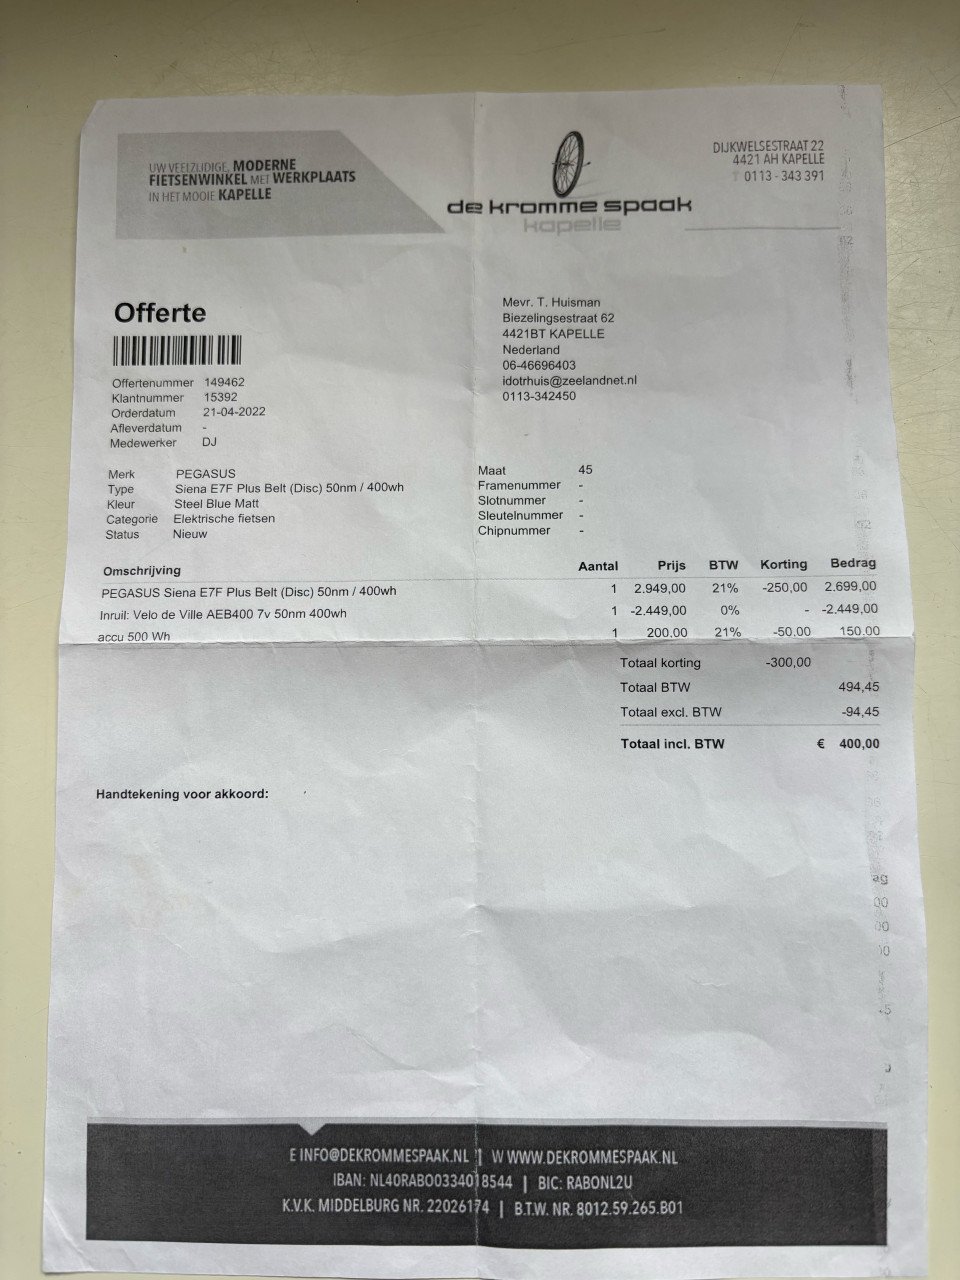 UW VEELZIJDIGE, MODERNE
FIETSENWINKEL MET WERKPLAATS
IN HET MOOIE KAPELLE
de kromme spaak
kapelle
DIJKWELSESTRAAT 22
4421 AH KAPELLE
T 0113 - 343 391
Offerte
Offertenummer 149462
Klantnummer 15392
Orderdatum 21-04-2022
Afleverdatum -
Medewerker DJ
Mevr. T. Huisman
Biezelingsestraat 62
4421BT KAPELLE
Nederland
06-46696403
idotrhuis@zeelandnet.nl
0113-342450
Merk PEGASUS
Type Siena E7F Plus Belt (Disc) 50nm / 400wh
Kleur Steel Blue Matt
Categorie Elektrische fietsen
Status Nieuw
Maat 45
Framenummer -
Slotnummer -
Sleutelnummer -
Chipnummer -
Omschrijving Aantal Prijs BTW Korting Bedrag
PEGASUS Siena E7F Plus Belt (Disc) 50nm / 400wh 1 2.949,00 21% -250,00 2.699,00
Inruil: Velo de Ville AEB400 7v 50nm 400wh 1 -2.449,00 0% - -2.449,00
accu 500 Wh 1 200,00 21% -50,00 150,00
Totaal korting -300,00
Totaal BTW 494,45
Totaal excl. BTW -94,45
Totaal incl. BTW € 400,00
Handtekening voor akkoord:
E INFO@DEKROMMESPAAK.NL | W WWW.DEKROMMESPAAK.NL
IBAN: NL40RABO0334018544 | BIC: RABONL2U
K.V.K. MIDDELBURG NR. 22026174 | B.T.W. NR. 8012.59.265.B01